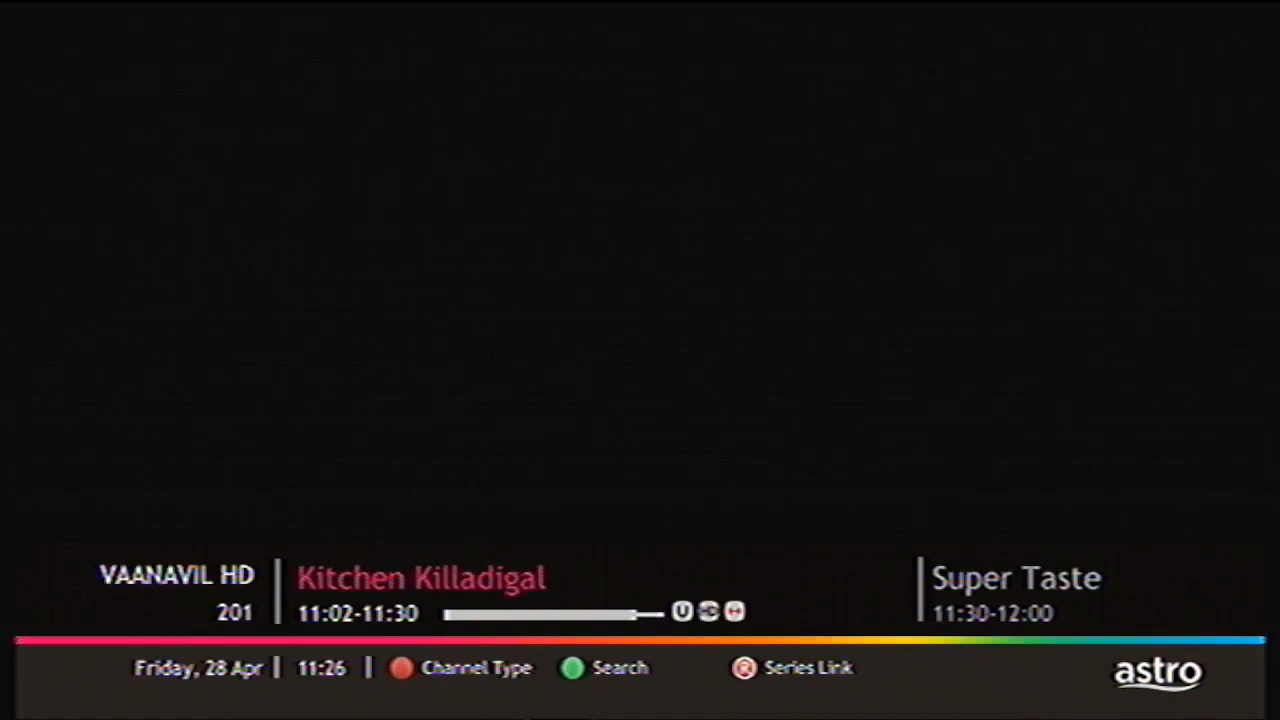 VAANAVIL HD
201
Kitchen Killadigal
11:02-11:30
U HD
Super Taste
11:30-12:00
Friday, 28 Apr
11:26
Channel Type
Search
R Series Link
astro